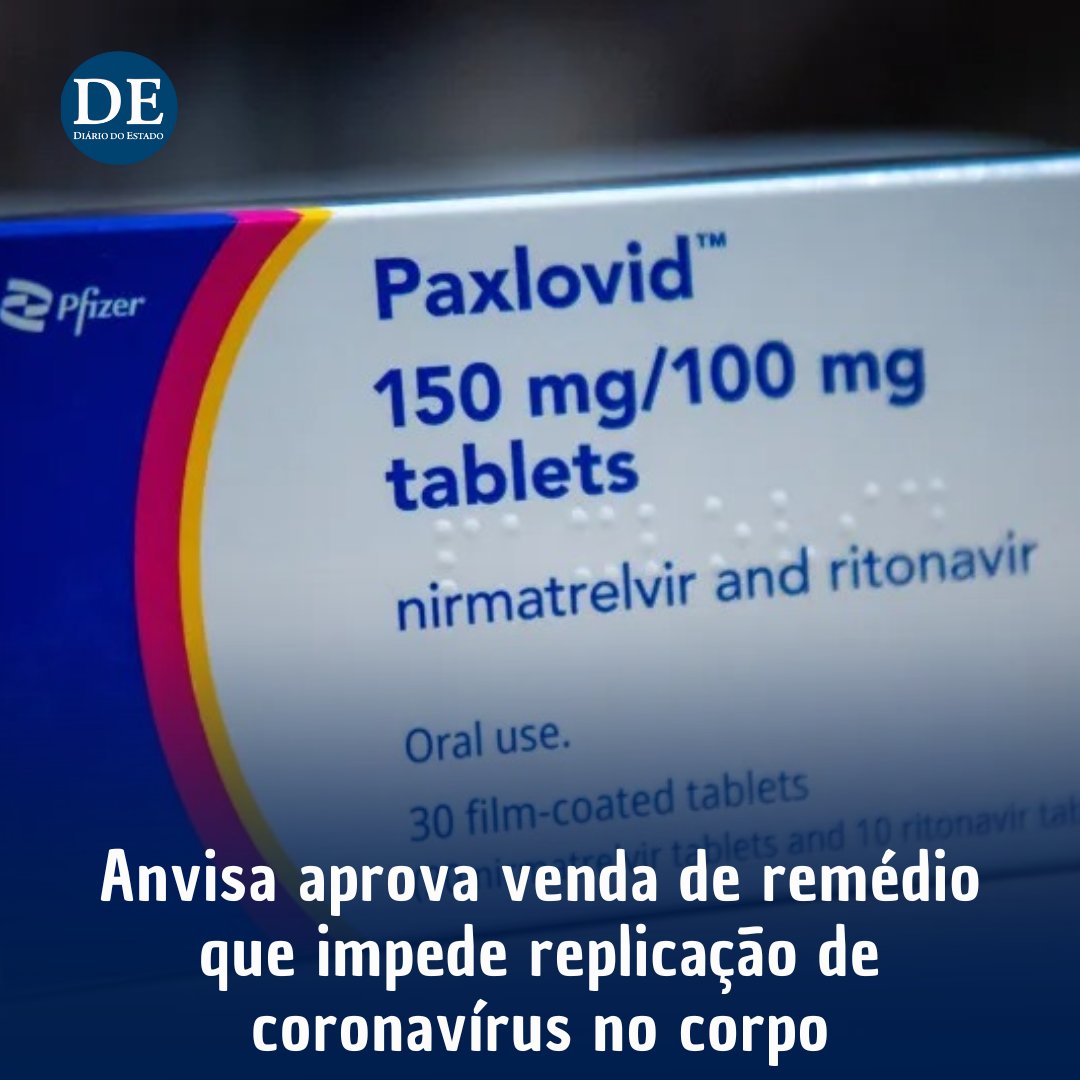 DE
DIÁRIO DO ESTADO
Pfizer
Paxlovid™
150 mg/100 mg
tablets
nirmatrelvir and ritonavir
Oral use.
30 film-coated tablets
nirmatrelvir tablets and 10 ritonavir
Anvisa aprova venda de remédio
que impede replicação de
coronavírus no corpo